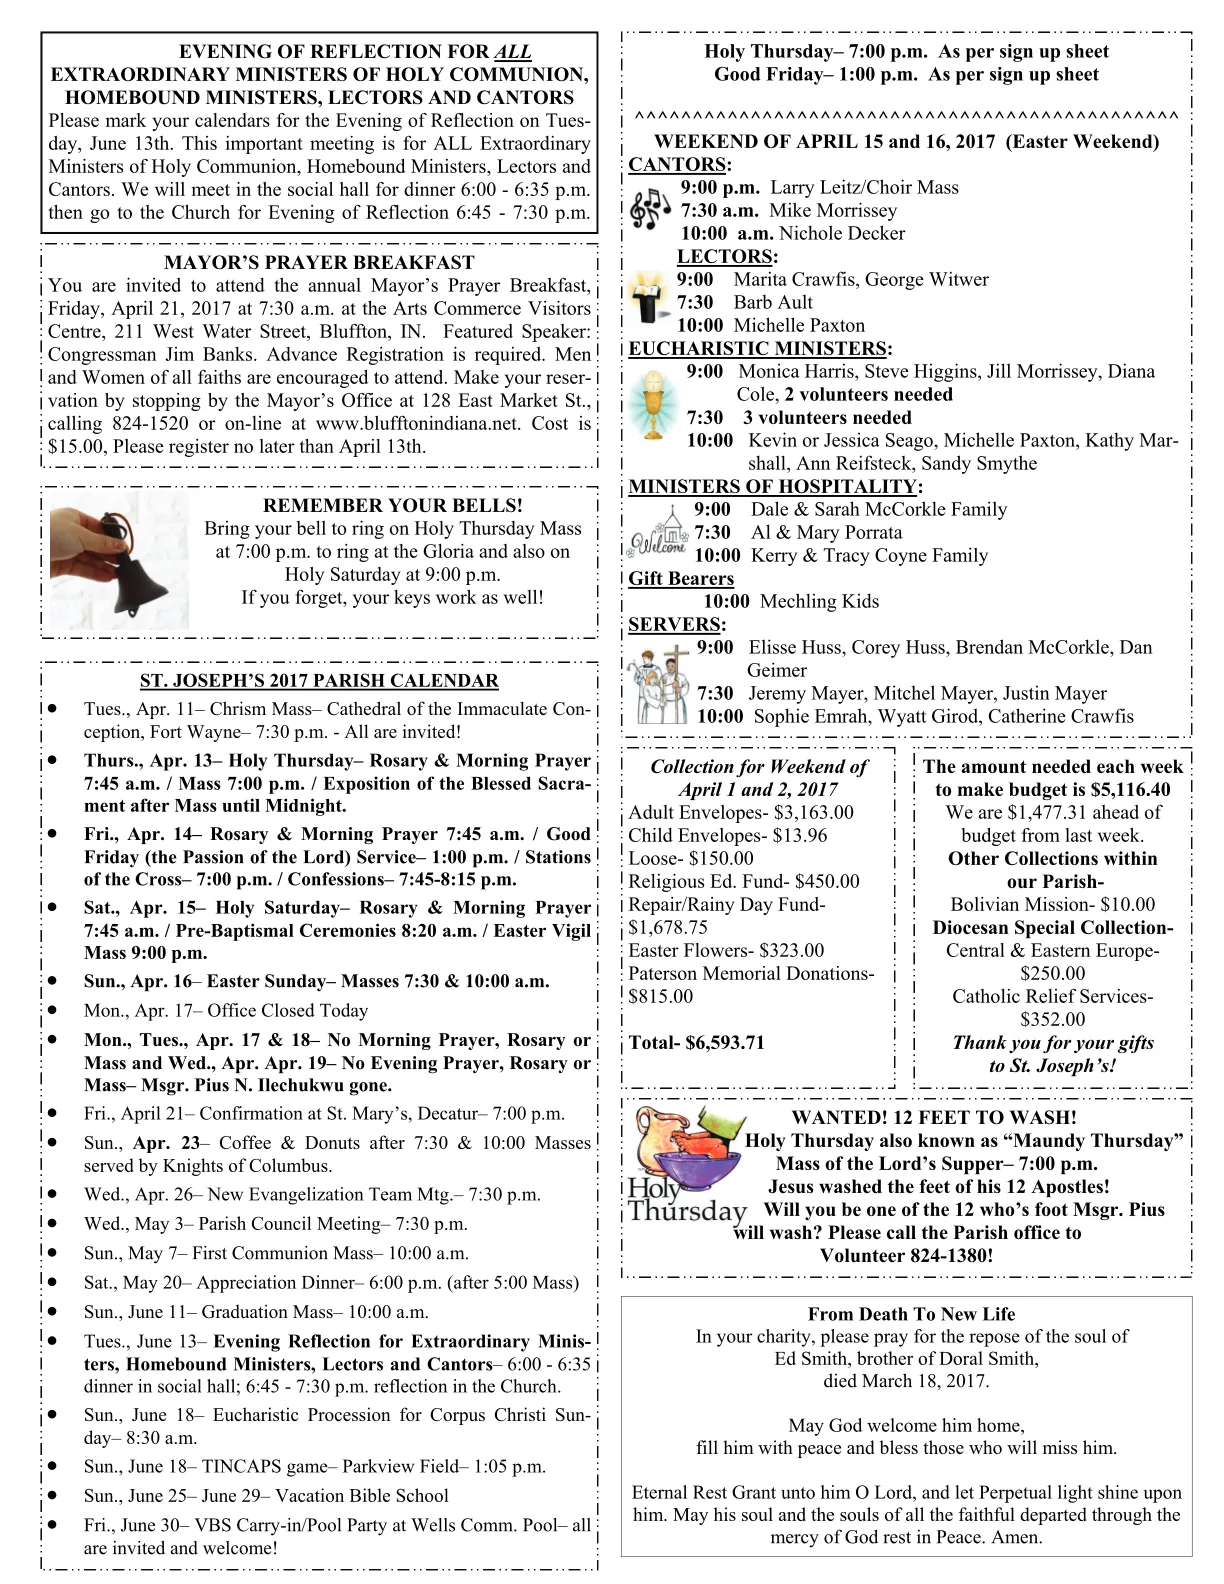 EVENING OF REFLECTION FOR ALL
EXTRAORDINARY MINISTERS OF HOLY COMMUNION,
HOMEBOUND MINISTERS, LECTORS AND CANTORS
Please mark your calendars for the Evening of Reflection on Tues-
day, June 13th. This important meeting is for ALL Extraordinary
Ministers of Holy Communion, Homebound Ministers, Lectors and
Cantors. We will meet in the social hall for dinner 6:00 - 6:35 p.m.
then go to the Church for Evening of Reflection 6:45 - 7:30 p.m.
MAYOR'S PRAYER BREAKFAST
You are invited to attend the annual Mayor's Prayer Breakfast,
Friday, April 21, 2017 at 7:30 a.m. at the Arts Commerce Visitors
Centre, 211 West Water Street, Bluffton, IN. Featured Speaker:
Congressman Jim Banks. Advance Registration is required. Men
and Women of all faiths are encouraged to attend. Make your reser-
vation by stopping by the Mayor's Office at 128 East Market St.,
calling 824-1520 or on-line at www.blufftonindiana.net. Cost is
$15.00, Please register no later than April 13th.
REMEMBER YOUR BELLS!
Bring your bell to ring on Holy Thursday Mass
at 7:00 p.m. to ring at the Gloria and also on
Holy Saturday at 9:00 p.m.
If you forget, your keys work as well!
ST. JOSEPH'S 2017 PARISH CALENDAR
• Tues., Apr. 11– Chrism Mass– Cathedral of the Immaculate Con-
ception, Fort Wayne– 7:30 p.m. - All are invited!
• Thurs., Apr. 13– Holy Thursday– Rosary & Morning Prayer
7:45 a.m. / Mass 7:00 p.m. / Exposition of the Blessed Sacra-
ment after Mass until Midnight.
• Fri., Apr. 14– Rosary & Morning Prayer 7:45 a.m. / Good
Friday (the Passion of the Lord) Service– 1:00 p.m. / Stations
of the Cross– 7:00 p.m. / Confessions– 7:45-8:15 p.m.
• Sat., Apr. 15– Holy Saturday– Rosary & Morning Prayer
7:45 a.m. / Pre-Baptismal Ceremonies 8:20 a.m. / Easter Vigil
Mass 9:00 p.m.
• Sun., Apr. 16– Easter Sunday– Masses 7:30 & 10:00 a.m.
• Mon., Apr. 17– Office Closed Today
• Mon., Tues., Apr. 17 & 18– No Morning Prayer, Rosary or
Mass and Wed., Apr. Apr. 19– No Evening Prayer, Rosary or
Mass– Msgr. Pius N. Ilechukwu gone.
• Fri., April 21– Confirmation at St. Mary's, Decatur– 7:00 p.m.
• Sun., Apr. 23– Coffee & Donuts after 7:30 & 10:00 Masses
served by Knights of Columbus.
• Wed., Apr. 26– New Evangelization Team Mtg.– 7:30 p.m.
• Wed., May 3– Parish Council Meeting– 7:30 p.m.
• Sun., May 7– First Communion Mass– 10:00 a.m.
• Sat., May 20– Appreciation Dinner– 6:00 p.m. (after 5:00 Mass)
• Sun., June 11– Graduation Mass– 10:00 a.m.
• Tues., June 13– Evening Reflection for Extraordinary Minis-
ters, Homebound Ministers, Lectors and Cantors– 6:00 - 6:35
dinner in social hall; 6:45 - 7:30 p.m. reflection in the Church.
• Sun., June 18– Eucharistic Procession for Corpus Christi Sun-
day– 8:30 a.m.
• Sun., June 18– TINCAPS game– Parkview Field– 1:05 p.m.
• Sun., June 25– June 29– Vacation Bible School
• Fri., June 30– VBS Carry-in/Pool Party at Wells Comm. Pool– all
are invited and welcome!
Holy Thursday– 7:00 p.m. As per sign up sheet
Good Friday– 1:00 p.m. As per sign up sheet
^^^^^^^^^^^^^^^^^^^^^^^^^^^^^^^^^^^^^^^^^^^^^^^
WEEKEND OF APRIL 15 and 16, 2017 (Easter Weekend)
CANTORS:
9:00 p.m. Larry Leitz/Choir Mass
7:30 a.m. Mike Morrissey
10:00 a.m. Nichole Decker
LECTORS:
9:00 Marita Crawfis, George Witwer
7:30 Barb Ault
10:00 Michelle Paxton
EUCHARISTIC MINISTERS:
9:00 Monica Harris, Steve Higgins, Jill Morrissey, Diana
Cole, 2 volunteers needed
7:30 3 volunteers needed
10:00 Kevin or Jessica Seago, Michelle Paxton, Kathy Mar-
shall, Ann Reifsteck, Sandy Smythe
MINISTERS OF HOSPITALITY:
Welcome
9:00 Dale & Sarah McCorkle Family
7:30 Al & Mary Porrata
10:00 Kerry & Tracy Coyne Family
Gift Bearers
10:00 Mechling Kids
SERVERS:
9:00 Elisse Huss, Corey Huss, Brendan McCorkle, Dan
Geimer
7:30 Jeremy Mayer, Mitchel Mayer, Justin Mayer
10:00 Sophie Emrah, Wyatt Girod, Catherine Crawfis
Collection for Weekend of
April 1 and 2, 2017
Adult Envelopes- $3,163.00
Child Envelopes- $13.96
Loose- $150.00
Religious Ed. Fund- $450.00
Repair/Rainy Day Fund-
$1,678.75
Easter Flowers- $323.00
Paterson Memorial Donations-
$815.00
Total- $6,593.71
The amount needed each week
to make budget is $5,116.40
We are $1,477.31 ahead of
budget from last week.
Other Collections within
our Parish-
Bolivian Mission- $10.00
Diocesan Special Collection-
Central & Eastern Europe-
$250.00
Catholic Relief Services-
$352.00
Thank you for your gifts
to St. Joseph's!
Holy
Thursday
WANTED! 12 FEET TO WASH!
Holy Thursday also known as "Maundy Thursday"
Mass of the Lord's Supper– 7:00 p.m.
Jesus washed the feet of his 12 Apostles!
Will you be one of the 12 who's foot Msgr. Pius
will wash? Please call the Parish office to
Volunteer 824-1380!
From Death To New Life
In your charity, please pray for the repose of the soul of
Ed Smith, brother of Doral Smith,
died March 18, 2017.
May God welcome him home,
fill him with peace and bless those who will miss him.
Eternal Rest Grant unto him O Lord, and let Perpetual light shine upon
him. May his soul and the souls of all the faithful departed through the
mercy of God rest in Peace. Amen.